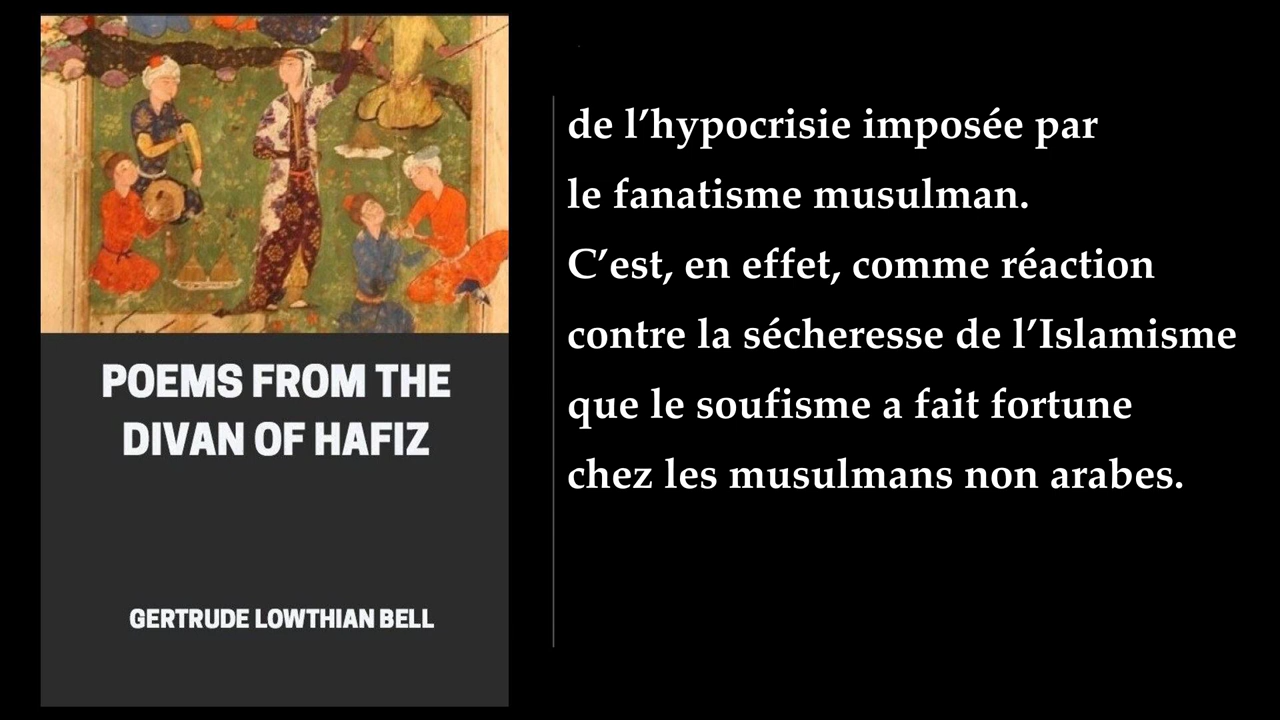 POEMS FROM THE
DIVAN OF HAFIZ
GERTRUDE LOWTHIAN BELL
de l’hypocrisie imposée par
le fanatisme musulman.
C’est, en effet, comme réaction
contre la sécheresse de l’Islamisme
que le soufisme a fait fortune
chez les musulmans non arabes.